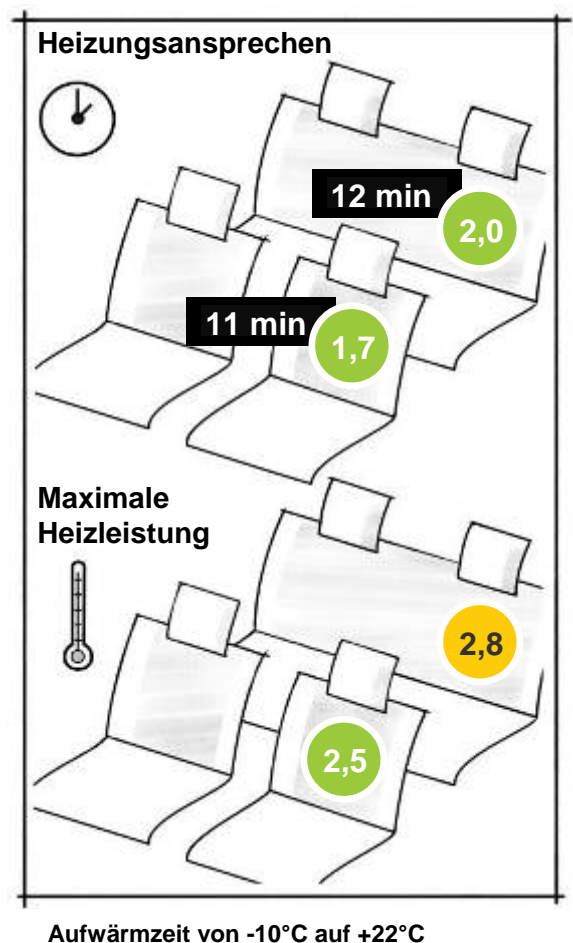 Heizungsansprechen
12 min
2,0
11 min
1,7
Maximale
Heizleistung
2,8
2,5
Aufwärmzeit von -10°C auf +22°C